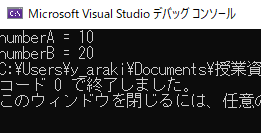 Microsoft Visual Studio デバッグ コンソール
numberA = 10
numberB = 20
C:¥Users¥y_araki¥Documents¥授業資
コード 0 で終了しました。
このウィンドウを閉じるには、任意の